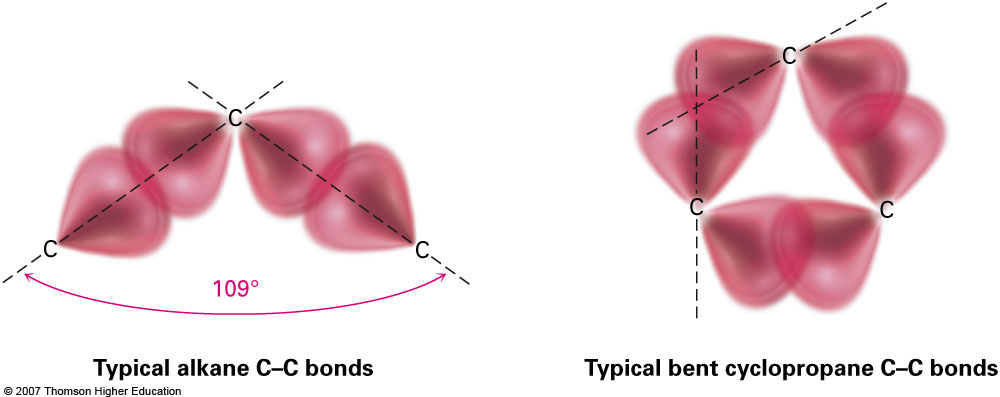 C
C
C
109°
Typical alkane C–C bonds
© 2007 Thomson Higher Education
C
C
C
Typical bent cyclopropane C–C bonds